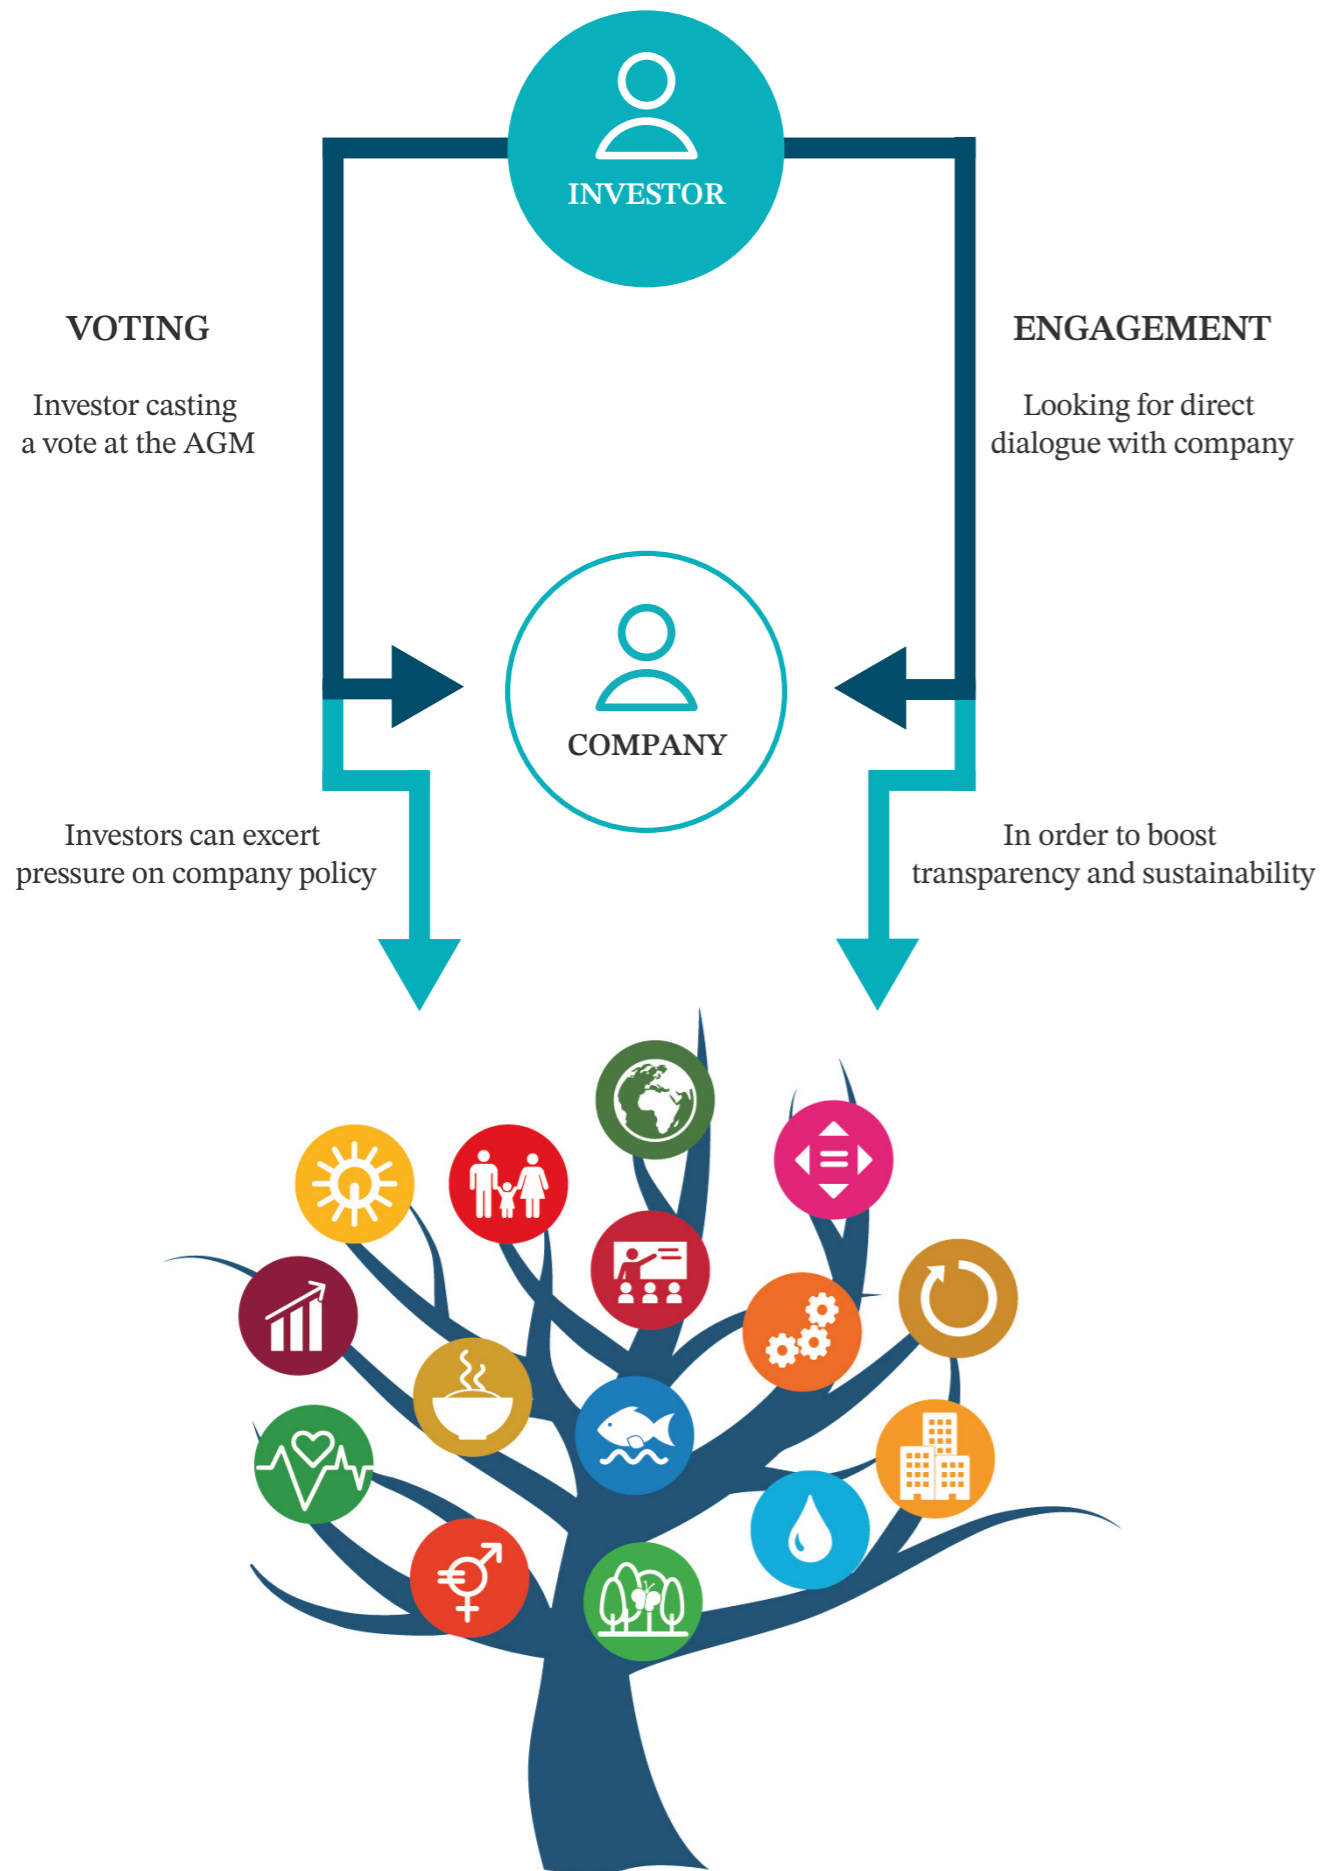 INVESTOR
VOTING
Investor casting
a vote at the AGM
ENGAGEMENT
Looking for direct
dialogue with company
COMPANY
Investors can excert
pressure on company policy
In order to boost
transparency and sustainability